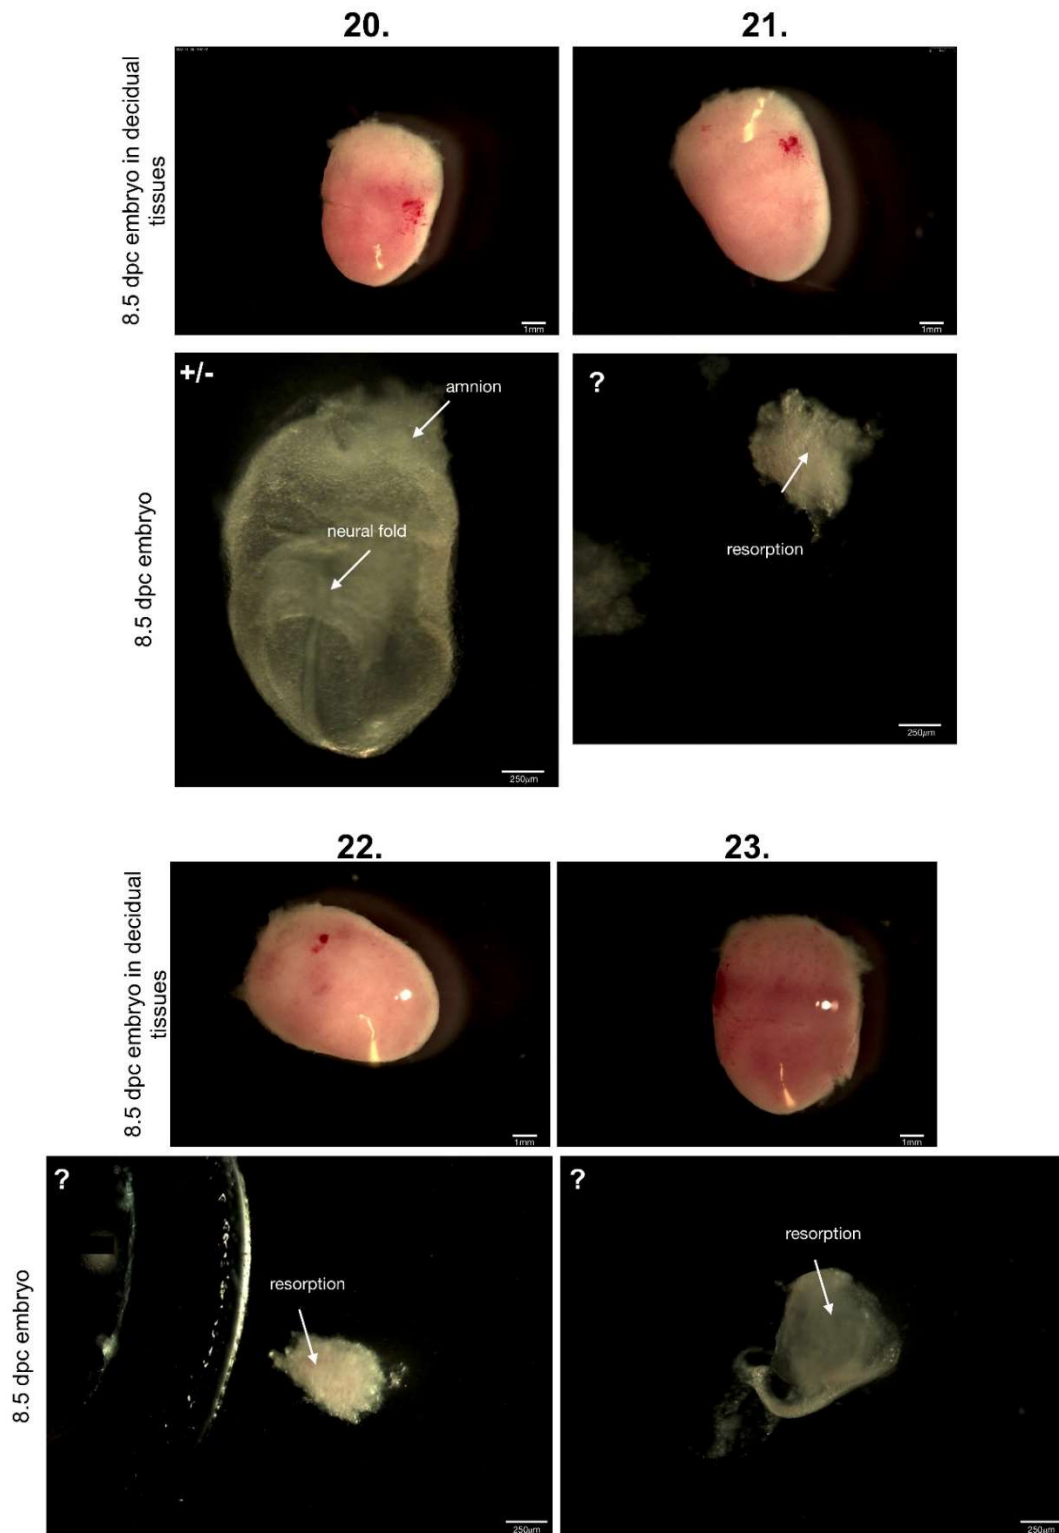 20.
21.
8.5 dpc embryo in decidual
tissues
1mm
1mm
8.5 dpc embryo
+/-
amnion
neural fold
250µm
?
resorption
250µm
22.
23.
8.5 dpc embryo in decidual
tissues
1mm
1mm
8.5 dpc embryo
?
resorption
250µm
?
resorption
250µm